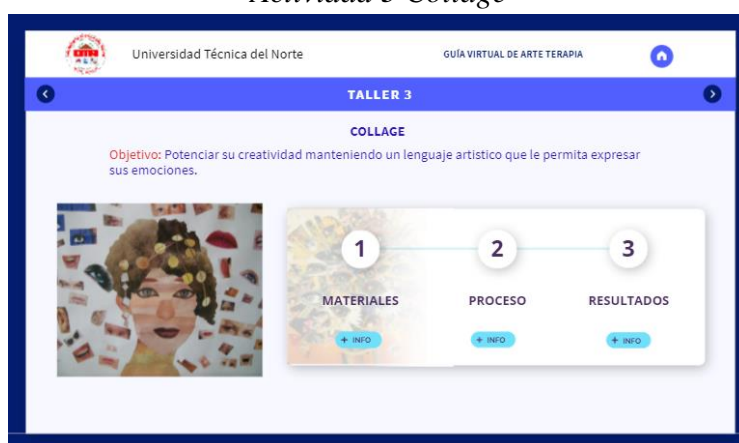 Actividad 3 Collage
Universidad Técnica del Norte
GUÍA VIRTUAL DE ARTE TERAPIA
TALLER 3
COLLAGE
Objetivo: Potenciar su creatividad manteniendo un lenguaje artistico que le permita expresar
sus emociones.
1 2 3
MATERIALES PROCESO RESULTADOS
+ INFO + INFO + INFO